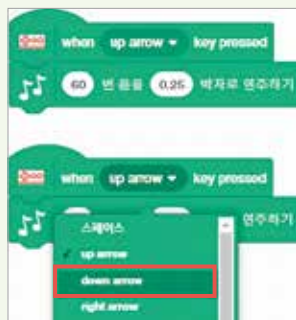 when up arrow key pressed
60 번 음을 0.25 박자로 연주하기
when up arrow key pressed
연주하기
스페이스
✓ up arrow
down arrow
right arrow